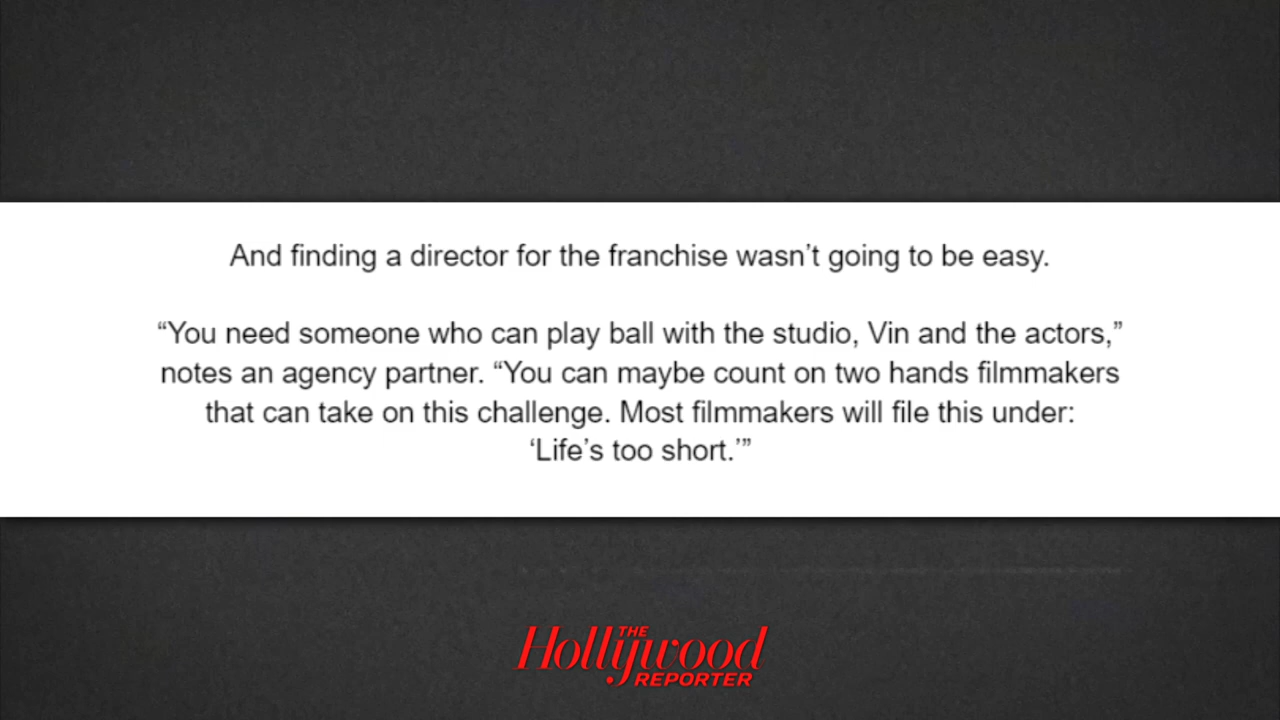 And finding a director for the franchise wasn’t going to be easy.
“You need someone who can play ball with the studio, Vin and the actors,”
notes an agency partner. “You can maybe count on two hands filmmakers
that can take on this challenge. Most filmmakers will file this under:
‘Life’s too short.’”
THE
Hollywood
REPORTER